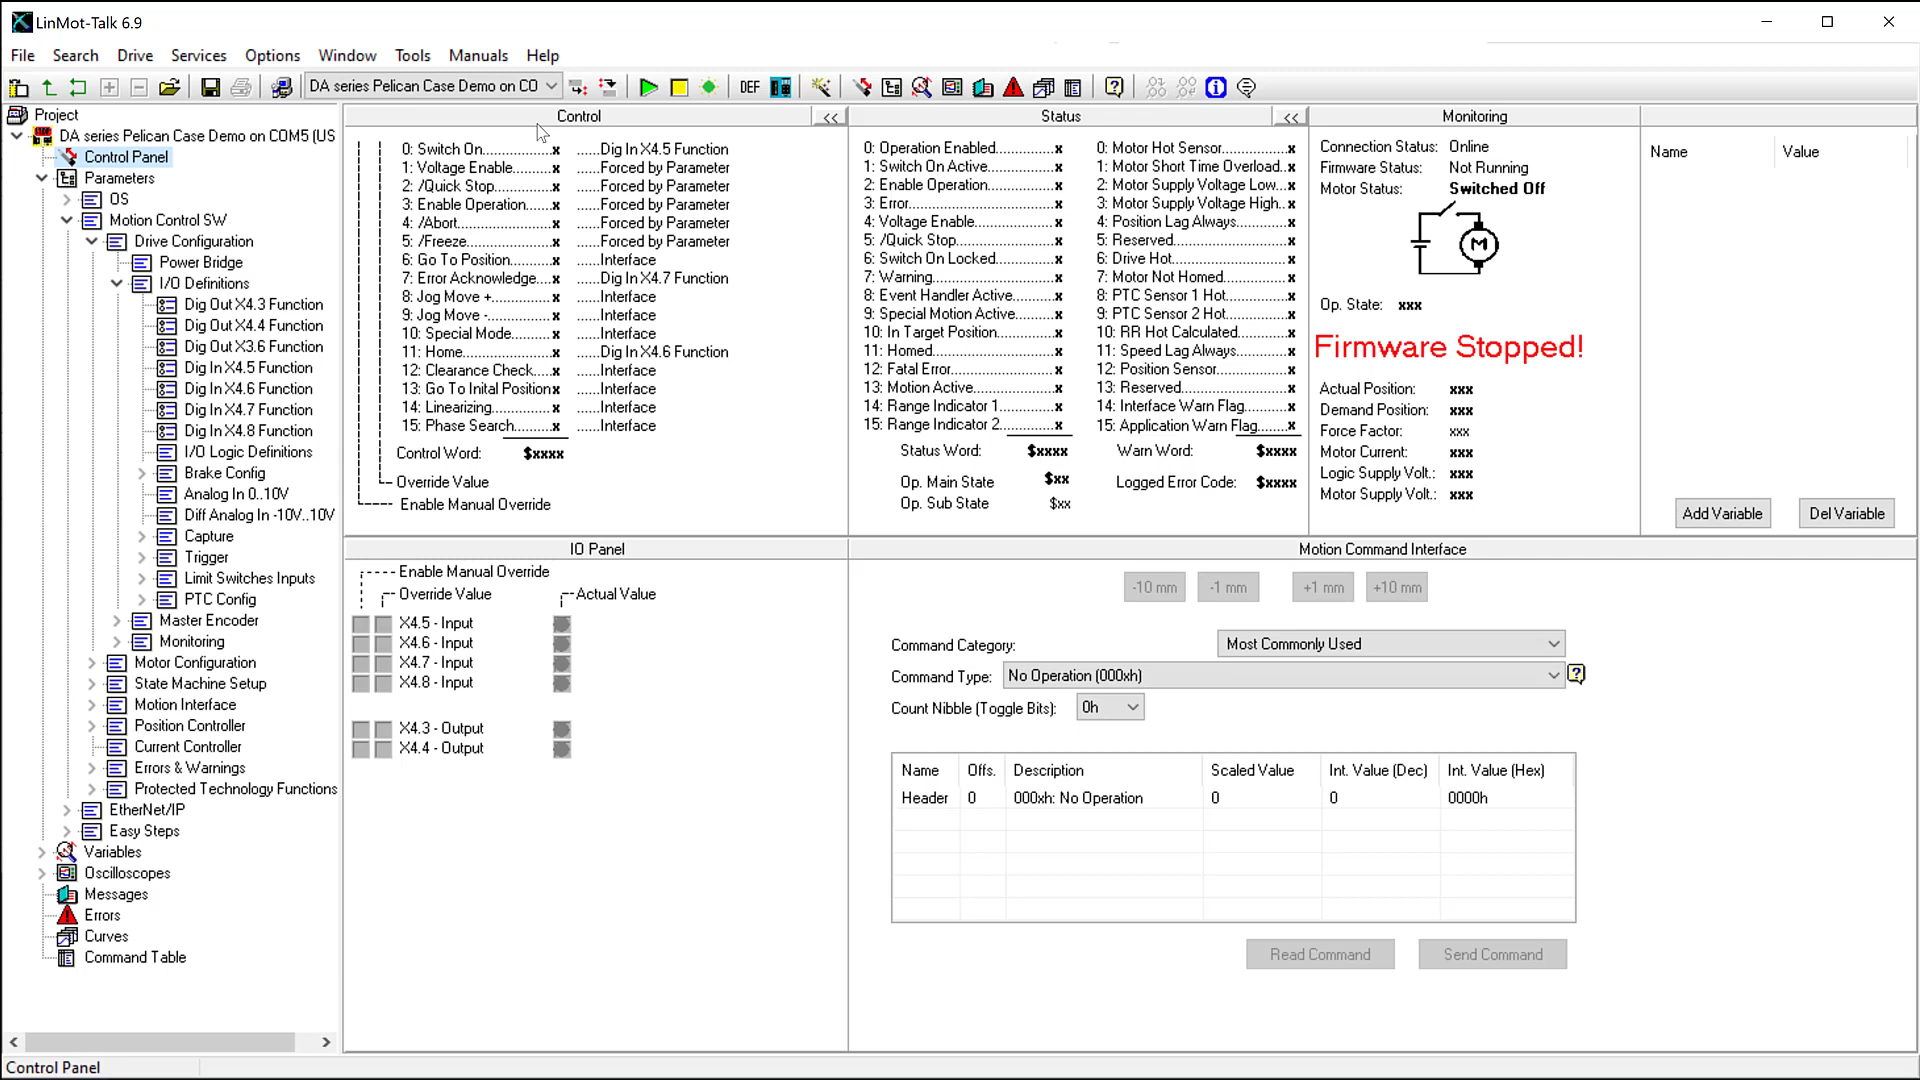 LinMot-Talk 6.9
File Search Drive Services Options Window Tools Manuals Help
DA series Pelican Case Demo on CO
DEF
Project
DA series Pelican Case Demo on COM5 (US
Control Panel
Parameters
OS
Motion Control SW
Drive Configuration
Power Bridge
I/O Definitions
Dig Out X4.3 Function
Dig Out X4.4 Function
Dig Out X3.6 Function
Dig In X4.5 Function
Dig In X4.6 Function
Dig In X4.7 Function
Dig In X4.8 Function
I/O Logic Definitions
Brake Config
Analog In 0..10V
Diff Analog In -10V..10V
Capture
Trigger
Limit Switches Inputs
PTC Config
Master Encoder
Monitoring
Motor Configuration
State Machine Setup
Motion Interface
Position Controller
Current Controller
Errors & Warnings
Protected Technology Functions
EtherNet/IP
Easy Steps
Variables
Oscilloscopes
Messages
Errors
Curves
Command Table
Control <<
0: Switch On...............x ......Dig In X4.5 Function
1: Voltage Enable.........x ......Forced by Parameter
2: /Quick Stop.............x ......Forced by Parameter
3: Enable Operation.......x ......Forced by Parameter
4: /Abort...................x ......Forced by Parameter
5: /Freeze..................x ......Forced by Parameter
6: Go To Position..........x ......Interface
7: Error Acknowledge....x ......Dig In X4.7 Function
8: Jog Move +.............x ......Interface
9: Jog Move -..............x ......Interface
10: Special Mode.........x ......Interface
11: Home...................x ......Dig In X4.6 Function
12: Clearance Check.....x ......Interface
13: Go To Inital Positionx ......Interface
14: Linearizing.............x ......Interface
15: Phase Search.........x ......Interface
Control Word: $xxxx
Override Value
Enable Manual Override
Status <<
0: Operation Enabled............x
1: Switch On Active..............x
2: Enable Operation..............x
3: Error............................x
4: Voltage Enable................x
5: /Quick Stop....................x
6: Switch On Locked............x
7: Warning........................x
8: Event Handler Active........x
9: Special Motion Active........x
10: In Target Position...........x
11: Homed.........................x
12: Fatal Error.....................x
13: Motion Active.................x
14: Range Indicator 1............x
15: Range Indicator 2............x
Status Word: $xxxx
Op. Main State $xx
Op. Sub State $xx
0: Motor Hot Sensor.............x
1: Motor Short Time Overload..x
2: Motor Supply Voltage Low...x
3: Motor Supply Voltage High..x
4: Position Lag Always..........x
5: Reserved.......................x
6: Drive Hot.......................x
7: Motor Not Homed.............x
8: PTC Sensor 1 Hot.............x
9: PTC Sensor 2 Hot.............x
10: RR Hot Calculated..........x
11: Speed Lag Always..........x
12: Position Sensor..............x
13: Reserved......................x
14: Interface Warn Flag.........x
15: Application Warn Flag......x
Warn Word: $xxxx
Logged Error Code: $xxxx
Monitoring
Connection Status: Online
Firmware Status: Not Running
Motor Status: Switched Off
M
Op. State: xxx
Firmware Stopped!
Actual Position: xxx
Demand Position: xxx
Force Factor: xxx
Motor Current: xxx
Logic Supply Volt.: xxx
Motor Supply Volt.: xxx
Name Value
Add Variable Del Variable
IO Panel
Enable Manual Override
Override Value Actual Value
X4.5 - Input
X4.6 - Input
X4.7 - Input
X4.8 - Input
X4.3 - Output
X4.4 - Output
Motion Command Interface
-10 mm -1 mm +1 mm +10 mm
Command Category: Most Commonly Used
Command Type: No Operation (000xh)
Count Nibble (Toggle Bits): 0h
Name Offs. Description Scaled Value Int. Value (Dec) Int. Value (Hex)
Header 0 000xh: No Operation 0 0 0000h
Read Command Send Command
Control Panel